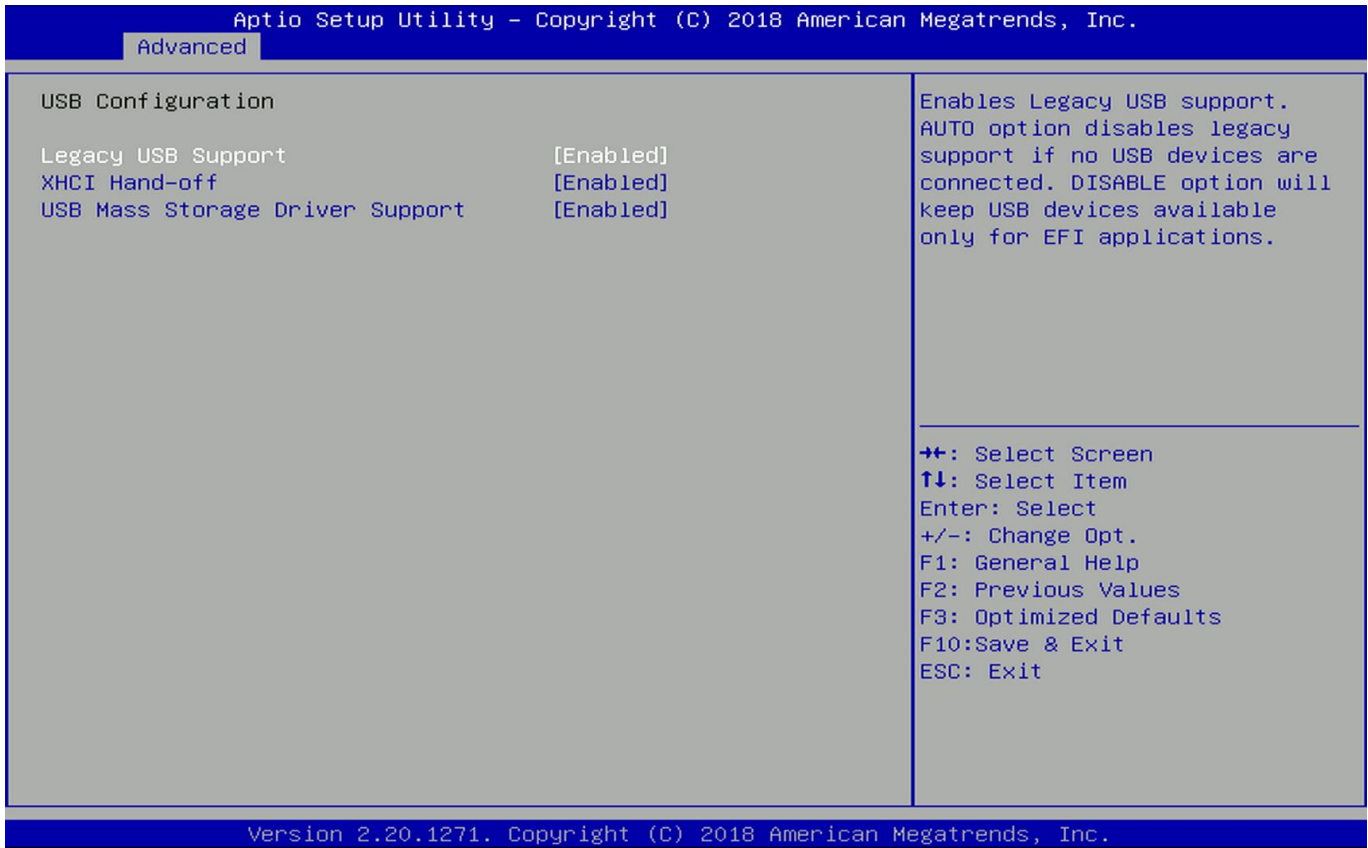 Aptio Setup Utility – Copyright (C) 2018 American Megatrends, Inc.
Advanced
USB Configuration
Legacy USB Support [Enabled]
XHCI Hand-off [Enabled]
USB Mass Storage Driver Support [Enabled]
Enables Legacy USB support.
AUTO option disables legacy
support if no USB devices are
connected. DISABLE option will
keep USB devices available
only for EFI applications.
→←: Select Screen
↑↓: Select Item
Enter: Select
+/-: Change Opt.
F1: General Help
F2: Previous Values
F3: Optimized Defaults
F10:Save & Exit
ESC: Exit
Version 2.20.1271. Copyright (C) 2018 American Megatrends, Inc.